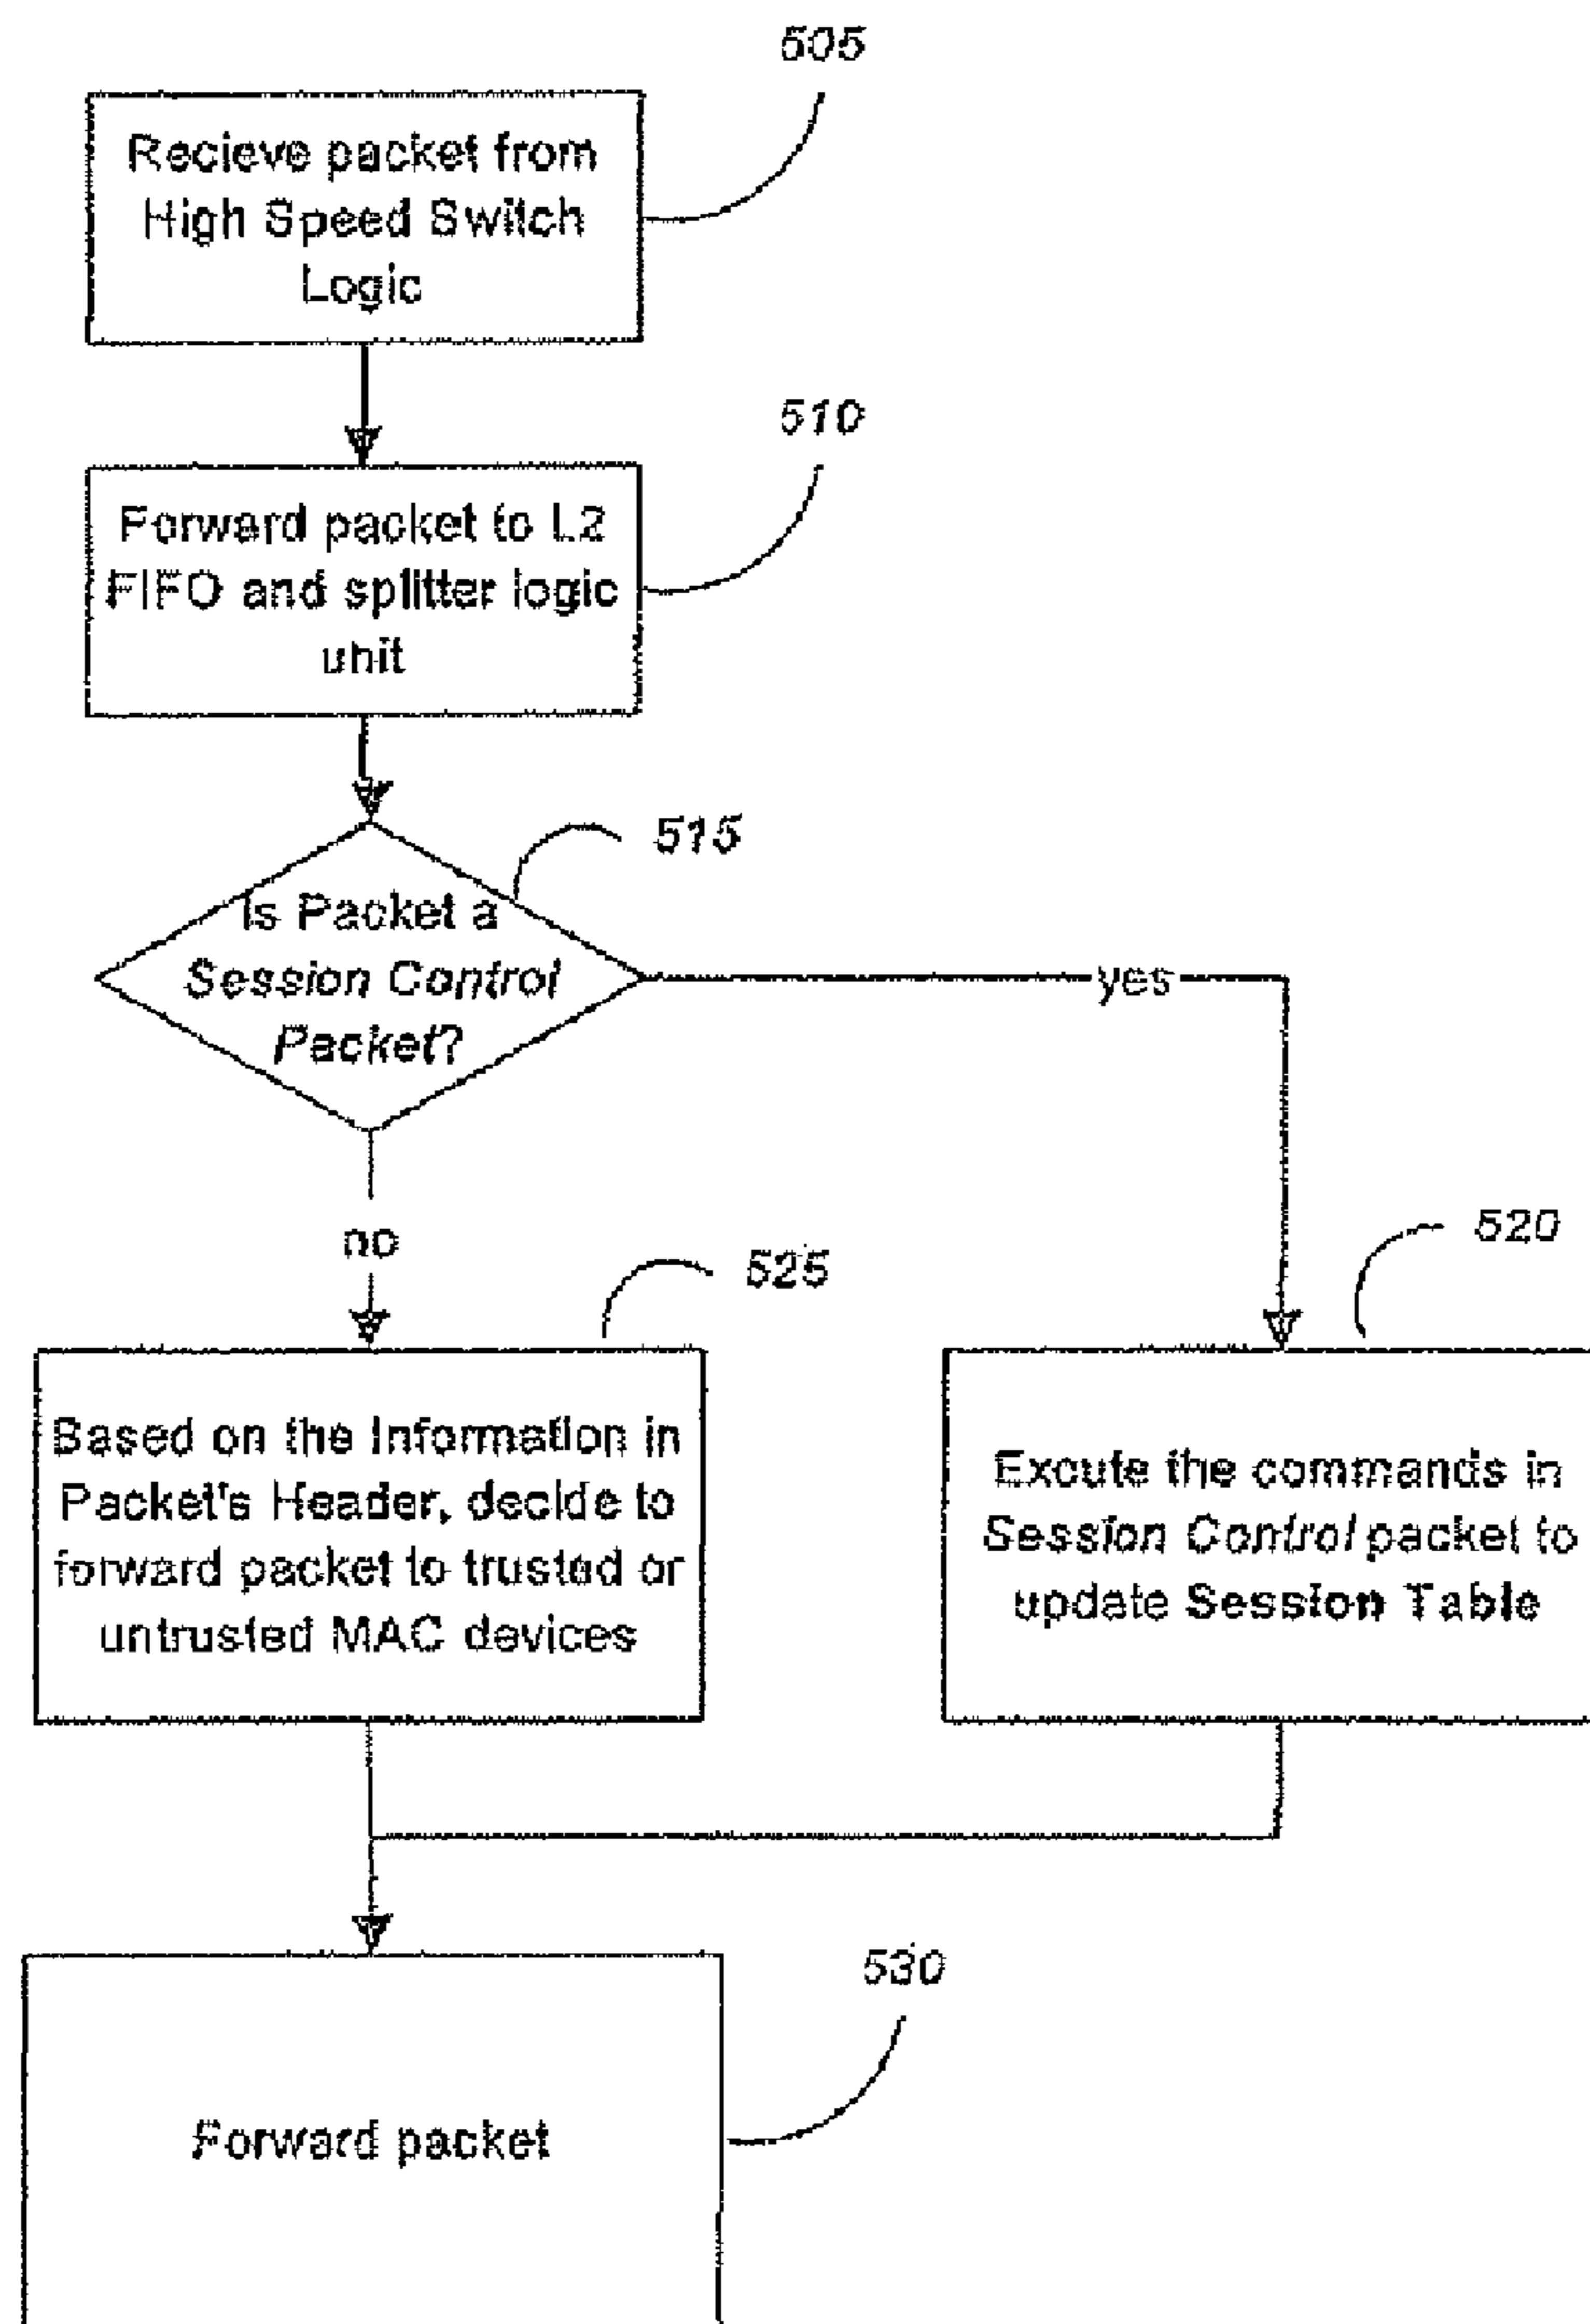 505
Recieve packet from
High Speed Switch
Logic
510
Forward packet to L2
FIFO and splitter logic
unit
515
Is Packet a
Session Control
Packet?
yes
no
525
520
Based on the Information in
Packet's Header, decide to
forward packet to trusted or
untrusted MAC devices
Excute the commands in
Session Control packet to
update Session Table
530
Forward packet